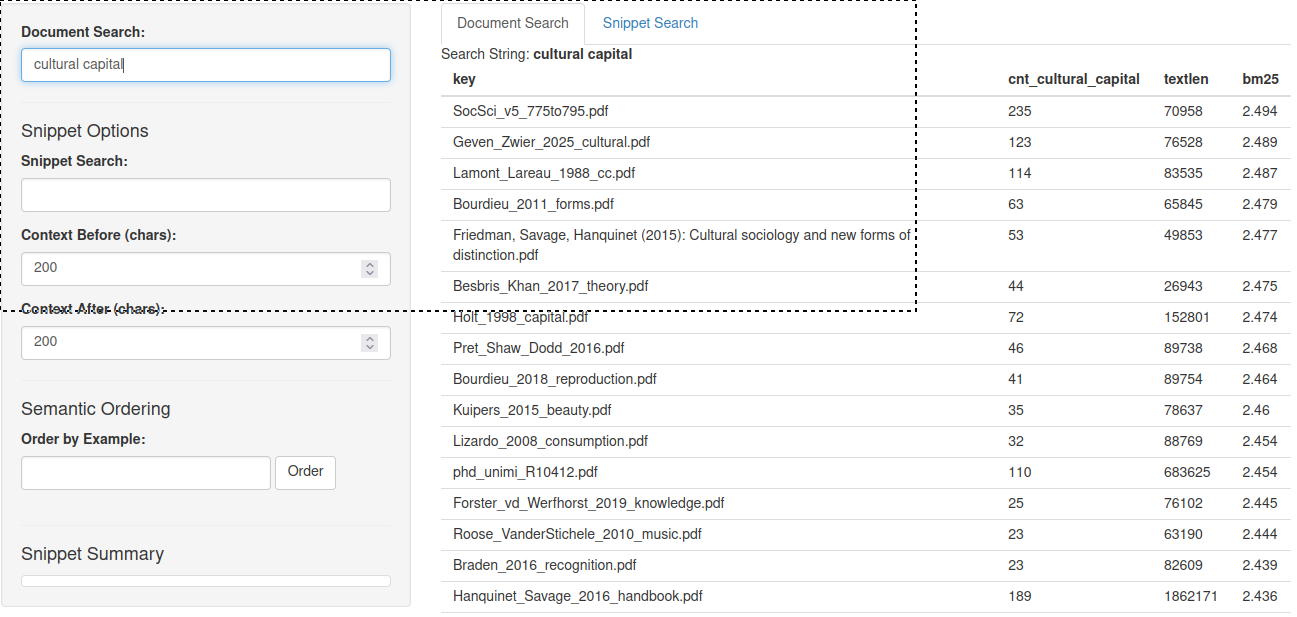 Document Search:
cultural capital
Snippet Options
Snippet Search:
Context Before (chars):
200
Context After (chars):
200
Semantic Ordering
Order by Example:
Order
Snippet Summary
Document Search Snippet Search
Search String: cultural capital
key cnt_cultural_capital textlen bm25
SocSci_v5_775to795.pdf 235 70958 2.494
Geven_Zwier_2025_cultural.pdf 123 76528 2.489
Lamont_Lareau_1988_cc.pdf 114 83535 2.487
Bourdieu_2011_forms.pdf 63 65845 2.479
Friedman, Savage, Hanquinet (2015): Cultural sociology and new forms of 53 49853 2.477
distinction.pdf
Besbris_Khan_2017_theory.pdf 44 26943 2.475
Holt_1998_capital.pdf 72 152801 2.474
Pret_Shaw_Dodd_2016.pdf 46 89738 2.468
Bourdieu_2018_reproduction.pdf 41 89754 2.464
Kuipers_2015_beauty.pdf 35 78637 2.46
Lizardo_2008_consumption.pdf 32 88769 2.454
phd_unimi_R10412.pdf 110 683625 2.454
Forster_vd_Werfhorst_2019_knowledge.pdf 25 76102 2.445
Roose_VanderStichele_2010_music.pdf 23 63190 2.444
Braden_2016_recognition.pdf 23 82609 2.439
Hanquinet_Savage_2016_handbook.pdf 189 1862171 2.436